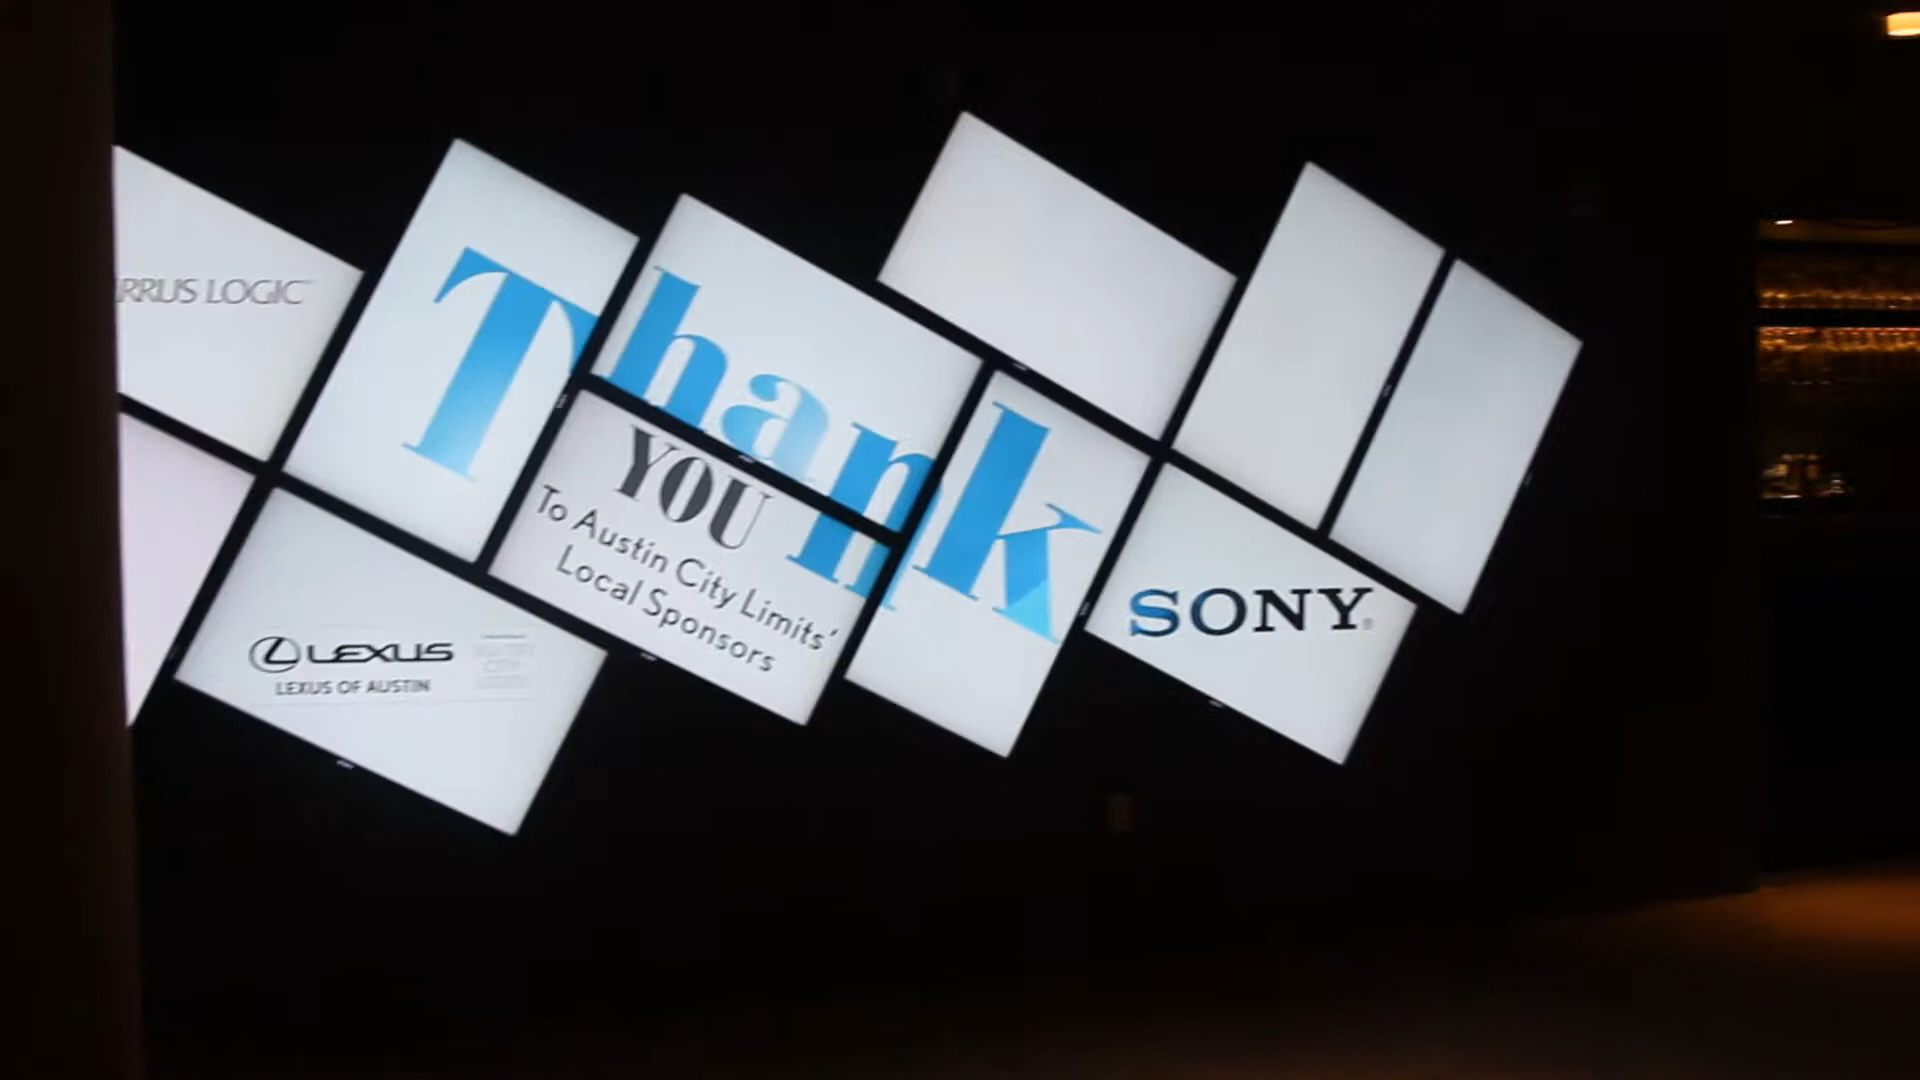 RRUS LOGIC
Thank
YOU
To Austin City Limits'
Local Sponsors
LEXUS
LEXUS OF AUSTIN
SONY